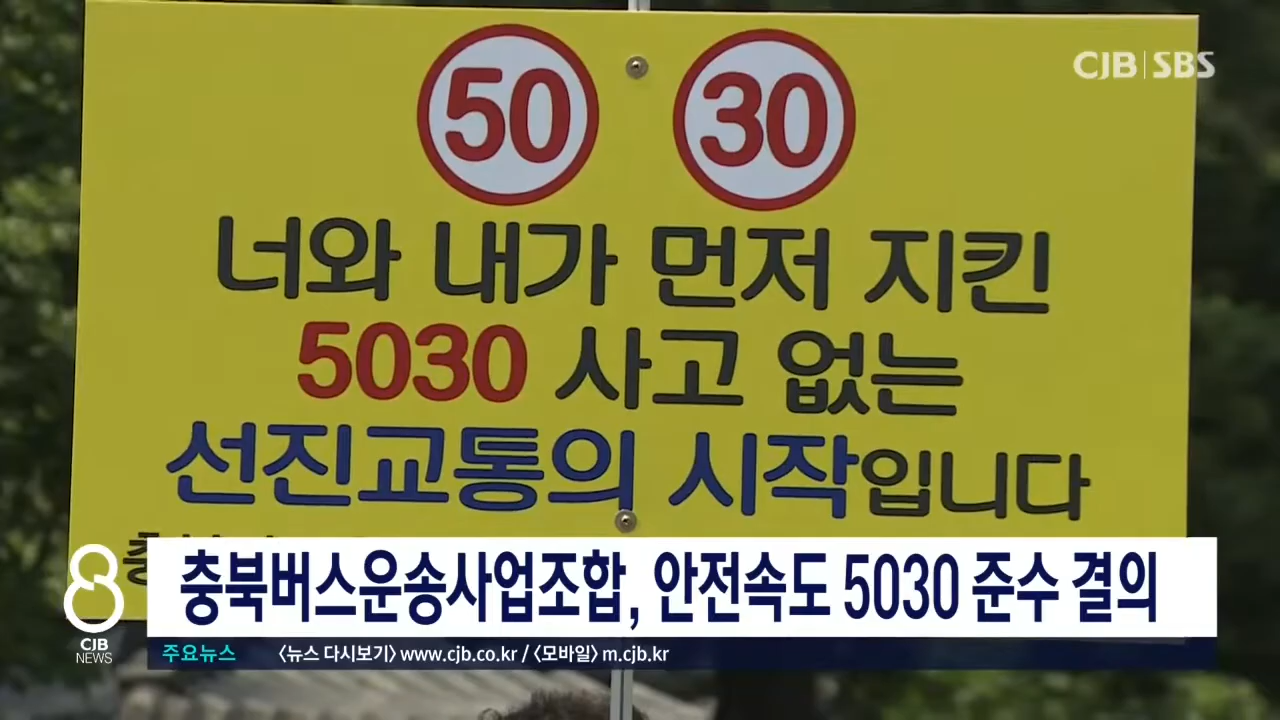 CJB SBS
50 30
너와 내가 먼저 지킨
5030 사고 없는
선진교통의 시작입니다
충북버스운송사업조합, 안전속도 5030 준수 결의
8
CJB
NEWS
주요뉴스 〈뉴스 다시보기〉 www.cjb.co.kr / 〈모바일〉 m.cjb.kr